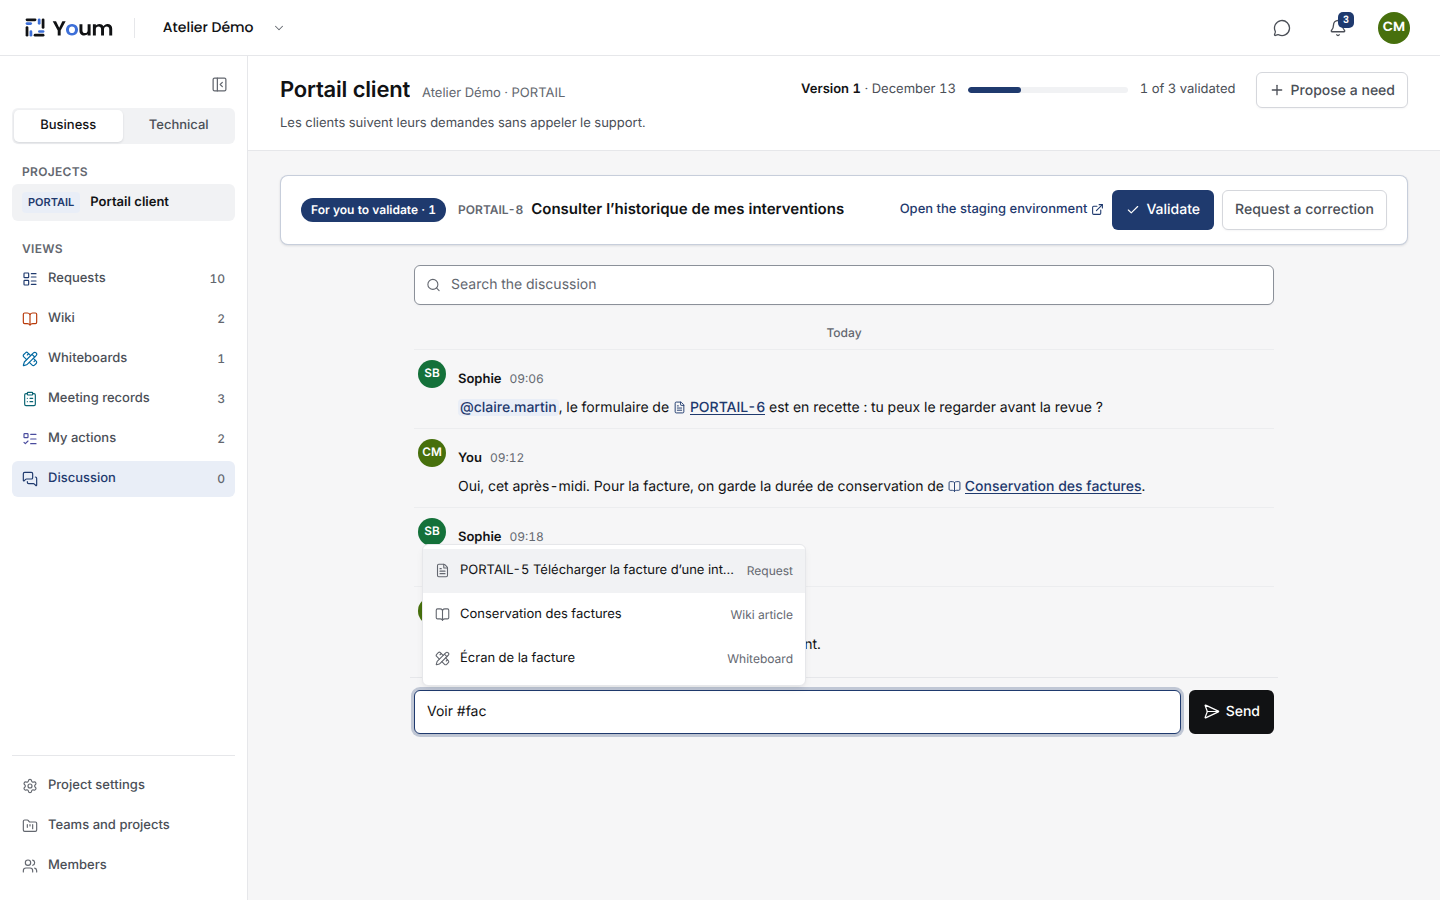 Youm
Atelier Démo
3
CM
Business
Technical
PROJECTS
PORTAIL Portail client
VIEWS
Requests 10
Wiki 2
Whiteboards 1
Meeting records 3
My actions 2
Discussion 0
Project settings
Teams and projects
Members
Portail client Atelier Démo · PORTAIL
Les clients suivent leurs demandes sans appeler le support.
Version 1 · December 13
1 of 3 validated
Propose a need
For you to validate · 1
PORTAIL-8 Consulter l’historique de mes interventions
Open the staging environment
Validate
Request a correction
Search the discussion
Today
SB
Sophie 09:06
@claire.martin, le formulaire de PORTAIL-6 est en recette : tu peux le regarder avant la revue ?
CM
You 09:12
Oui, cet après-midi. Pour la facture, on garde la durée de conservation de Conservation des factures.
SB
Sophie 09:18
PORTAIL-5 Télécharger la facture d’une int... Request
Conservation des factures Wiki article
Écran de la facture Whiteboard
nt.
Voir #fac
Send